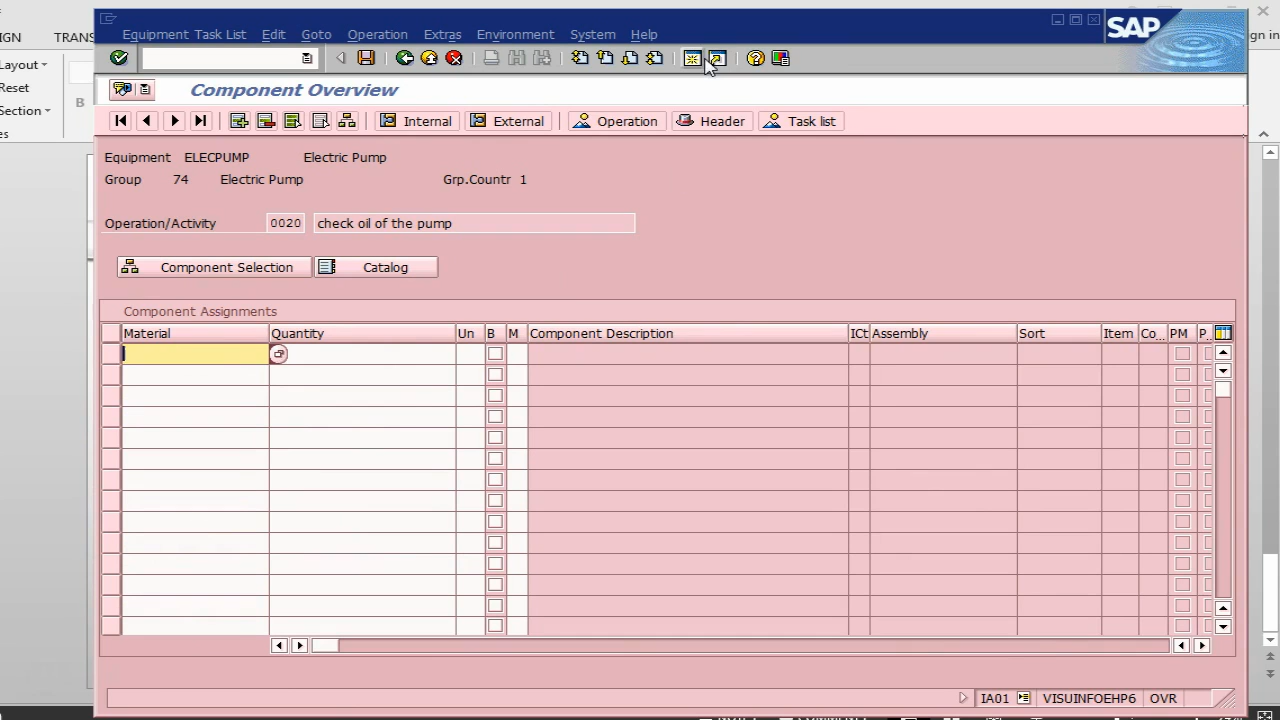 IGN TRANS
Layout
Reset
Section
B
SAP
Equipment Task List Edit Goto Operation Extras Environment System Help
Component Overview
Internal External Operation Header Task list
Equipment ELECPUMP Electric Pump
Group 74 Electric Pump Grp.Countr 1
Operation/Activity 0020 check oil of the pump
Component Selection Catalog
Component Assignments
Material Quantity Un B M Component Description ICt Assembly Sort Item Co... PM P..
IA01 VISUINFOEHP6 OVR